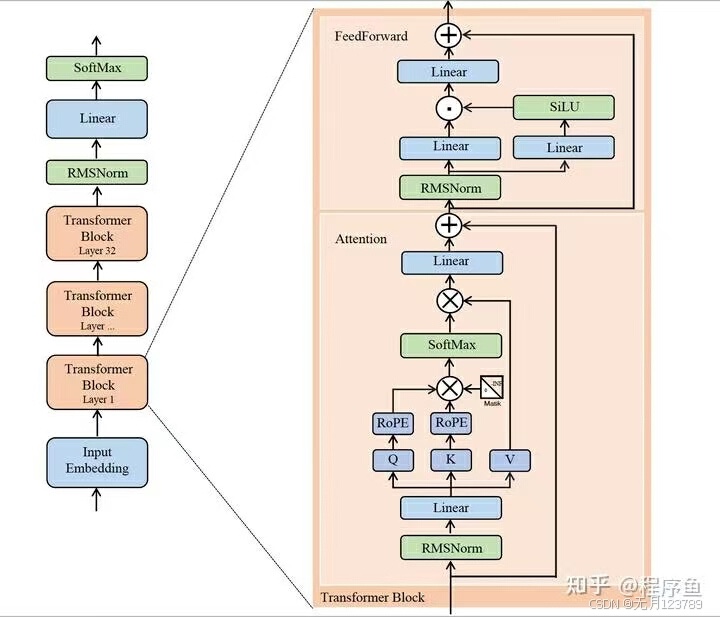 SoftMax
Linear
RMSNorm
Transformer
Block
Layer 32
Transformer
Block
Layer ...
Transformer
Block
Layer 1
Input
Embedding
FeedForward
Linear
SiLU
Linear
Linear
RMSNorm
Attention
Linear
SoftMax
-INF
0
Mask
RoPE
RoPE
Q
K
V
Linear
RMSNorm
Transformer Block
知乎 @程序鱼
CSDN @无月123789